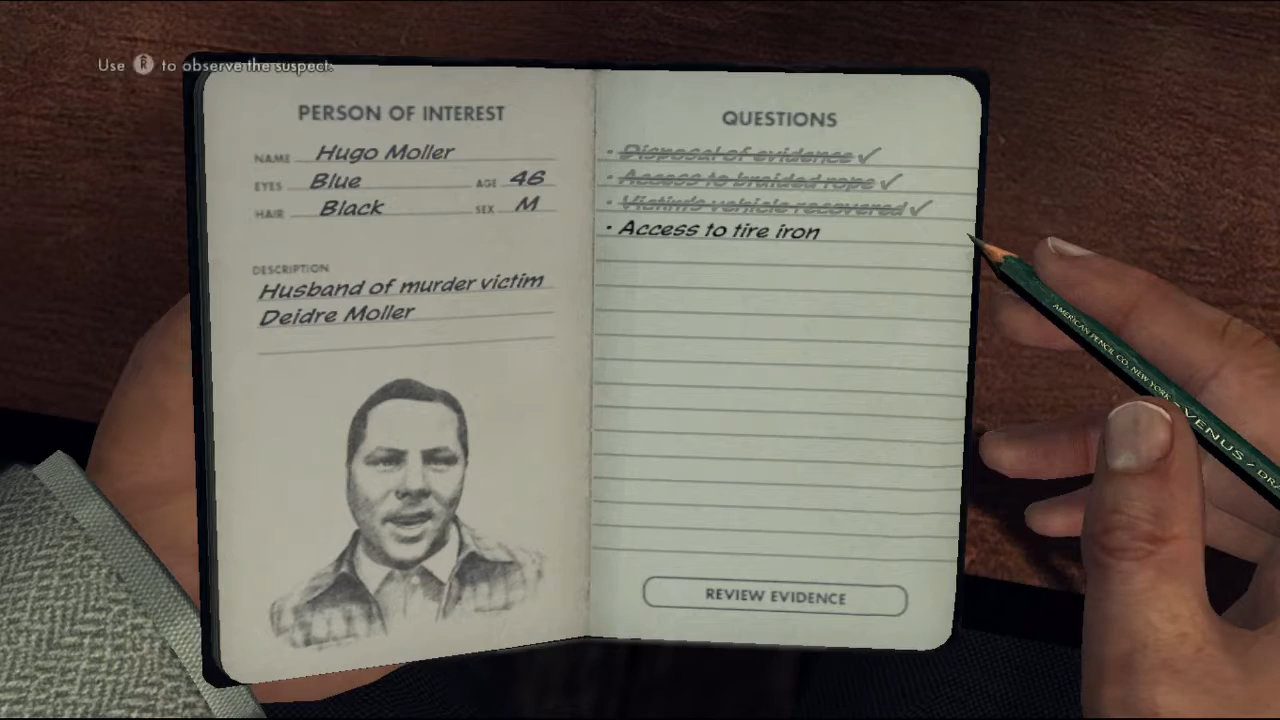 Use R to observe the suspect.
PERSON OF INTEREST
NAME Hugo Moller
EYES Blue AGE 46
HAIR Black SEX M
DESCRIPTION
Husband of murder victim
Deidre Moller
QUESTIONS
· Disposal of evidence ✓
· Access to braided rope ✓
· Victim's vehicle recovered ✓
· Access to tire iron
REVIEW EVIDENCE
AMERICAN PENCIL CO. NEW YORK - VENUS / DRA